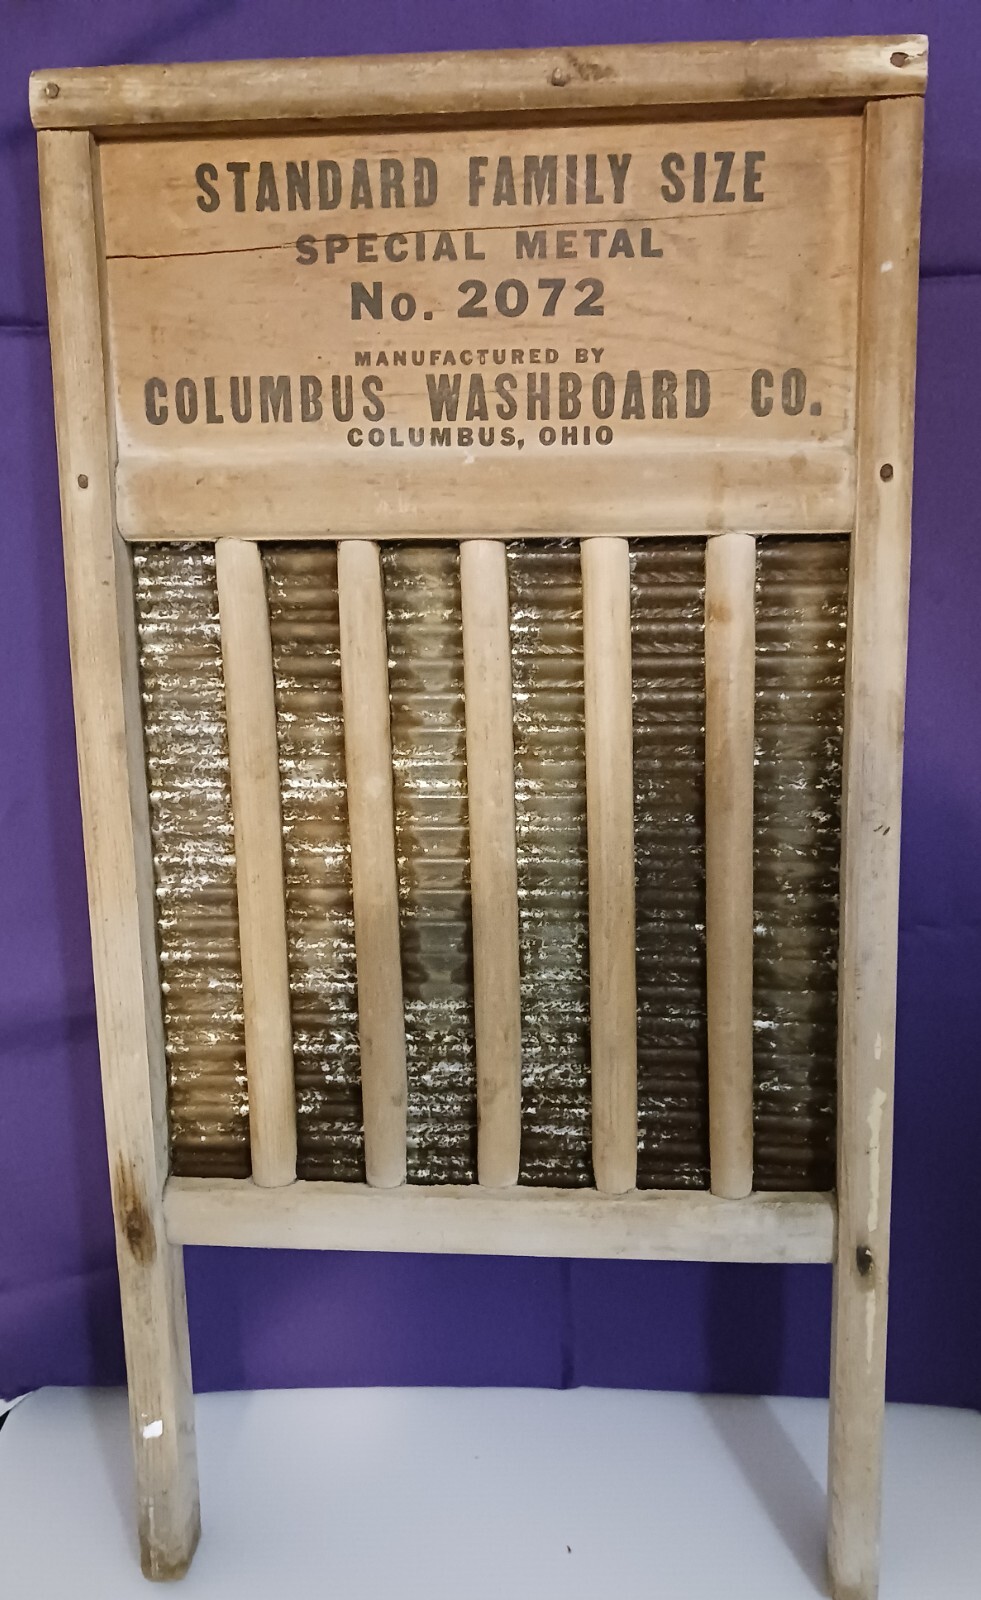 STANDARD FAMILY SIZE
SPECIAL METAL
No. 2072
MANUFACTURED BY
COLUMBUS WASHBOARD CO.
COLUMBUS, OHIO